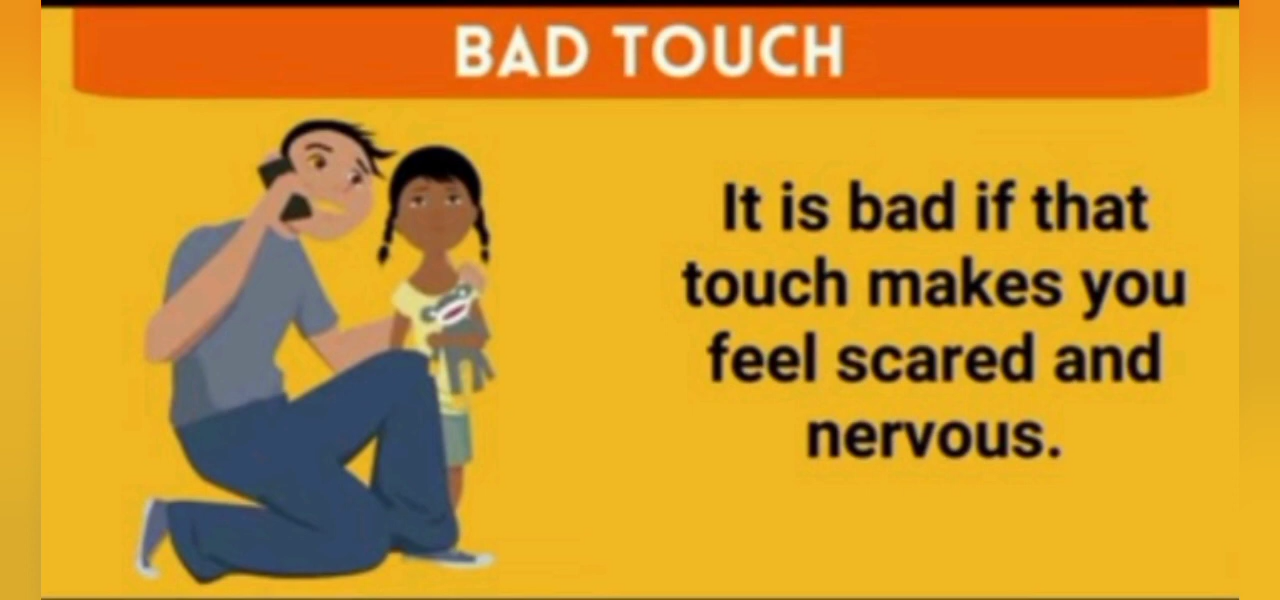 BAD TOUCH
It is bad if that
touch makes you
feel scared and
nervous.